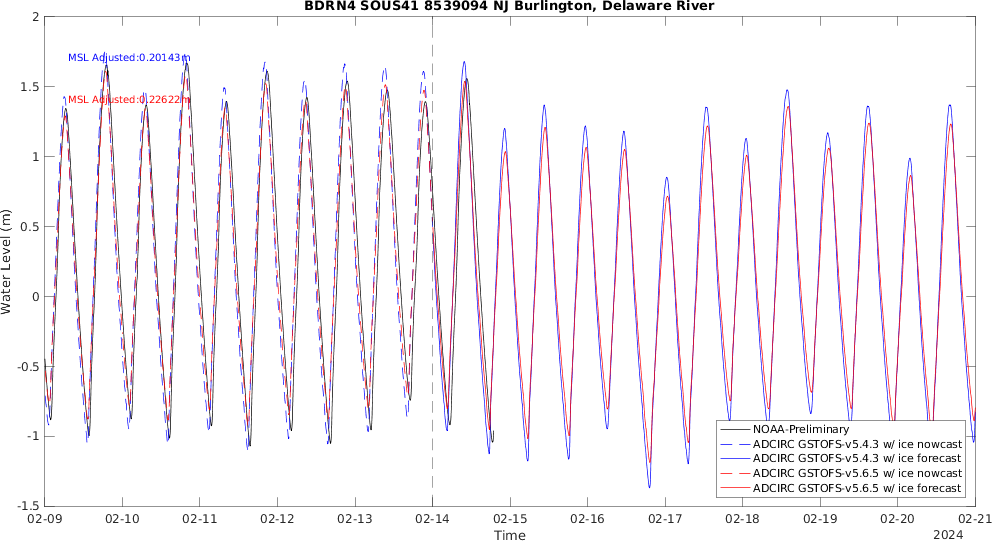 BDRN4 SOUS41 8539094 NJ Burlington, Delaware River
2
1.5
1
0.5
0
-0.5
-1
-1.5
Water Level (m)
MSL Adjusted:0.20143m
MSL Adjusted:0.22622m
NOAA-Preliminary
ADCIRC GSTOFS-v5.4.3 w/ ice nowcast
ADCIRC GSTOFS-v5.4.3 w/ ice forecast
ADCIRC GSTOFS-v5.6.5 w/ ice nowcast
ADCIRC GSTOFS-v5.6.5 w/ ice forecast
02-09 02-10 02-11 02-12 02-13 02-14 02-15 02-16 02-17 02-18 02-19 02-20 02-21
Time
2024